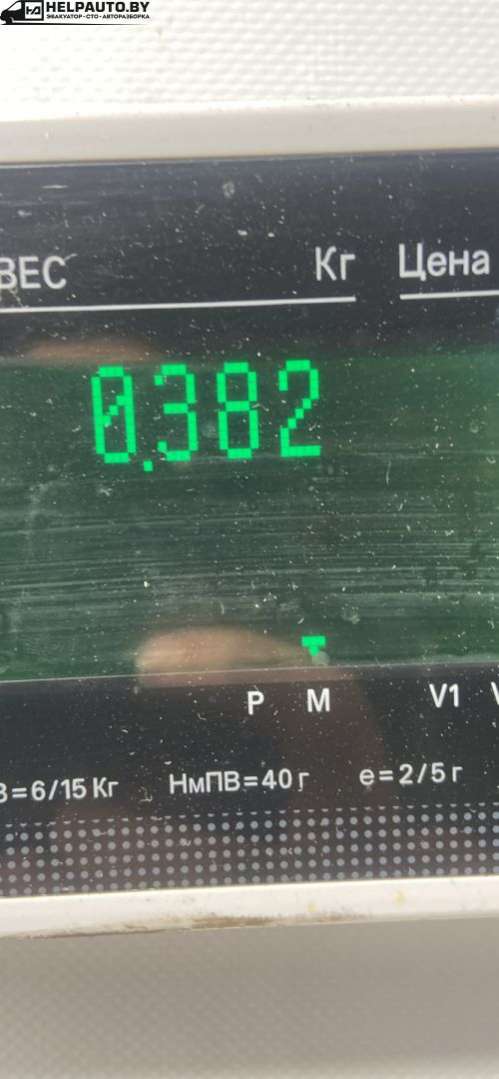 HELPAUTO.BY
ЭВАКУАТОР·СТО·АВТОРАЗБОРКА
ВЕС Кг Цена
0.382
Р М V1
=6/15 Кг НмПВ=40 г e=2/5 г